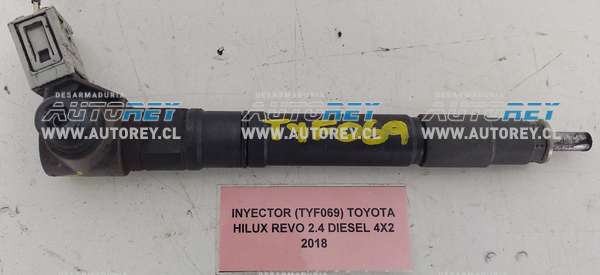 DESARMADURIA DESARMADURIA DESARMADURIA
AUTOREY AUTOREY AUTOREY
WWW.AUTOREY.CL WWW.AUTOREY.CL WWW.AUTOREY.CL
TYF069
INYECTOR (TYF069) TOYOTA
HILUX REVO 2.4 DIESEL 4X2
2018